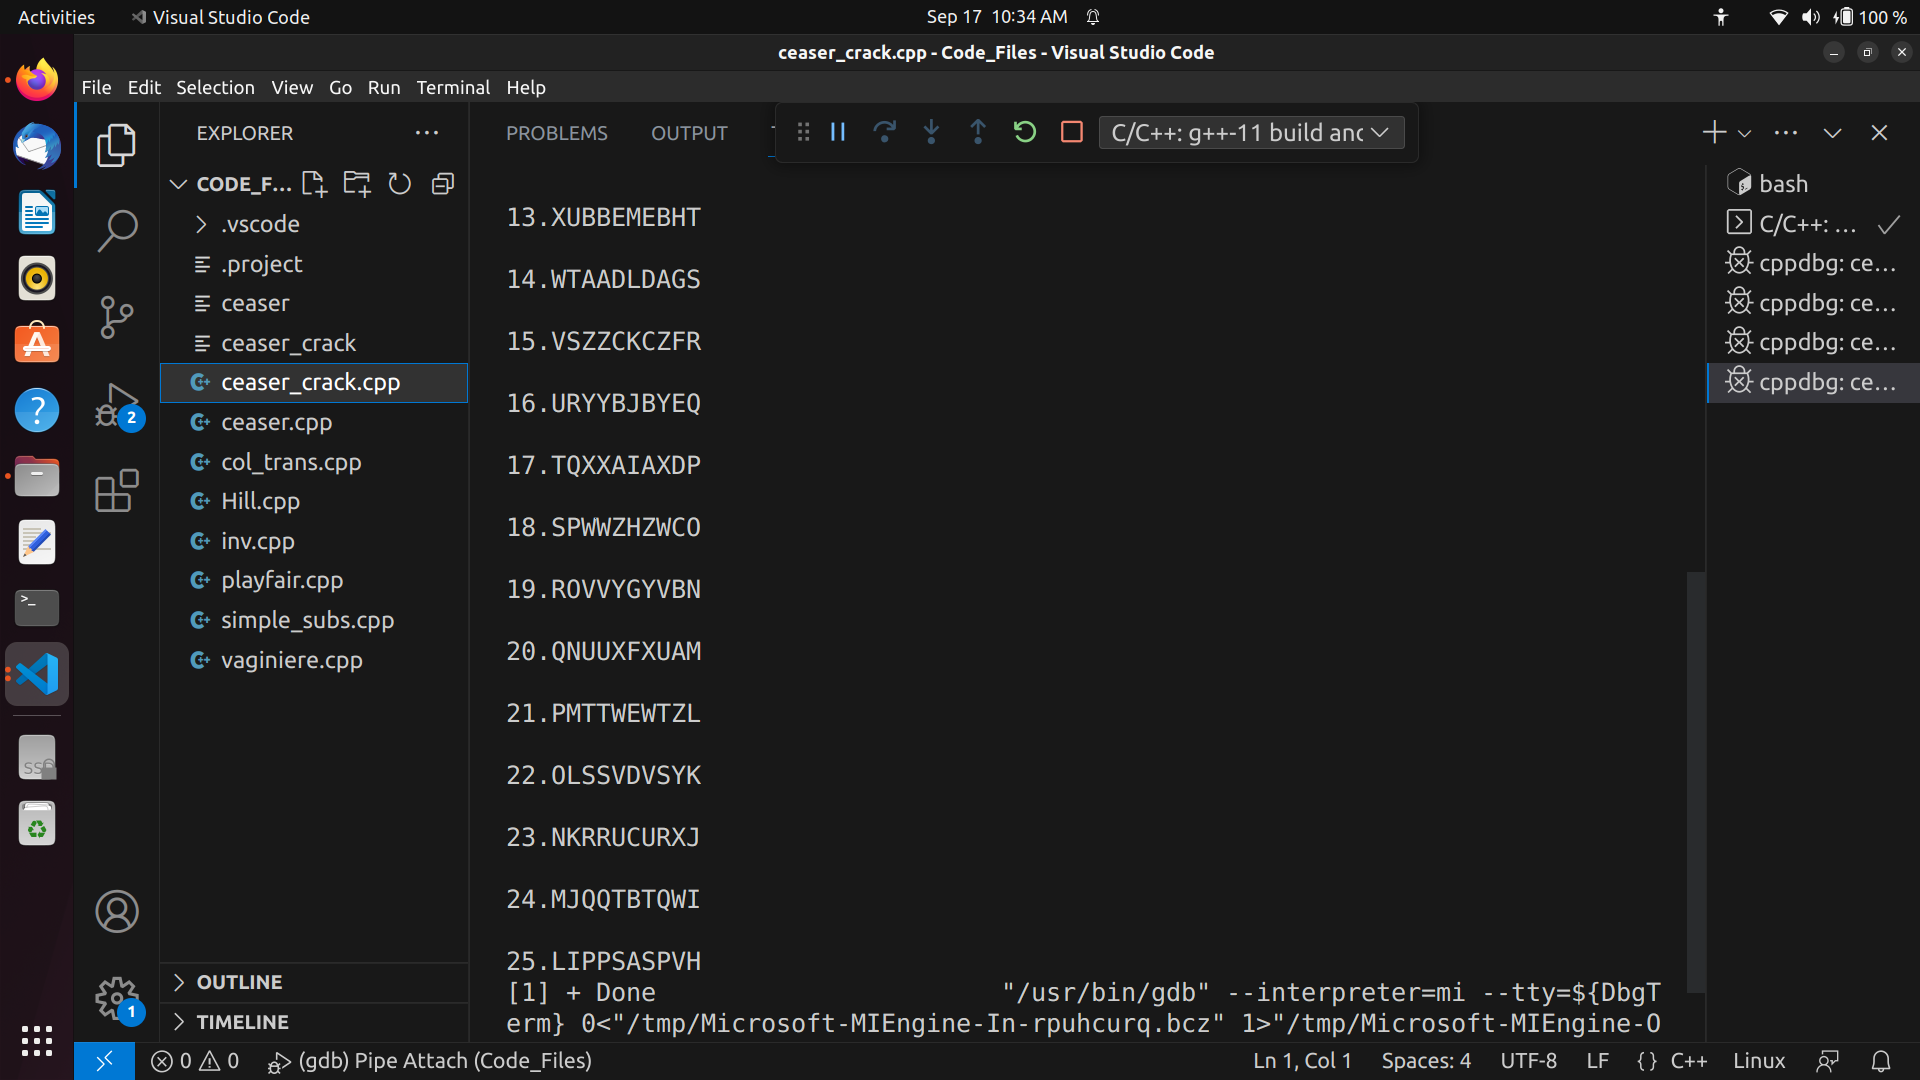 Activities
Visual Studio Code
Sep 17 10:34 AM
100 %
ceaser_crack.cpp - Code_Files - Visual Studio Code
File Edit Selection View Go Run Terminal Help
EXPLORER
PROBLEMS
OUTPUT
C/C++: g++-11 build and
CODE_F...
.vscode
.project
ceaser
ceaser_crack
ceaser_crack.cpp
ceaser.cpp
col_trans.cpp
Hill.cpp
inv.cpp
playfair.cpp
simple_subs.cpp
vaginiere.cpp
2
OUTLINE
TIMELINE
1
SS
13.XUBBEMEBHT
14.WTAADLDAGS
15.VSZZCKCZFR
16.URYYBJBYEQ
17.TQXXAIAXDP
18.SPWWZHZWCO
19.ROVVYGYVBN
20.QNUUXFXUAM
21.PMTTWEWTZL
22.OLSSVDVSYK
23.NKRRUCURXJ
24.MJQQTBTQWI
25.LIPPSASPVH
[1] + Done "/usr/bin/gdb" --interpreter=mi --tty=${DbgT
erm} 0<"/tmp/Microsoft-MIEngine-In-rpuhcurq.bcz" 1>"/tmp/Microsoft-MIEngine-O
bash
C/C++: ...
cppdbg: ce...
cppdbg: ce...
cppdbg: ce...
cppdbg: ce...
0 0
(gdb) Pipe Attach (Code_Files)
Ln 1, Col 1
Spaces: 4
UTF-8
LF
{ } C++
Linux